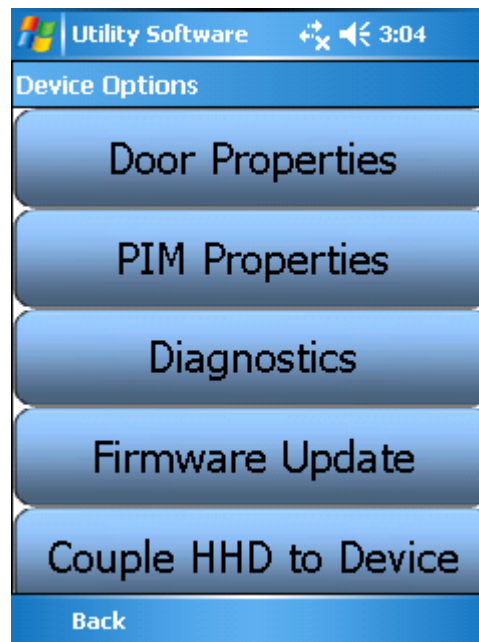 Utility Software 3:04
Device Options
Door Properties
PIM Properties
Diagnostics
Firmware Update
Couple HHD to Device
Back